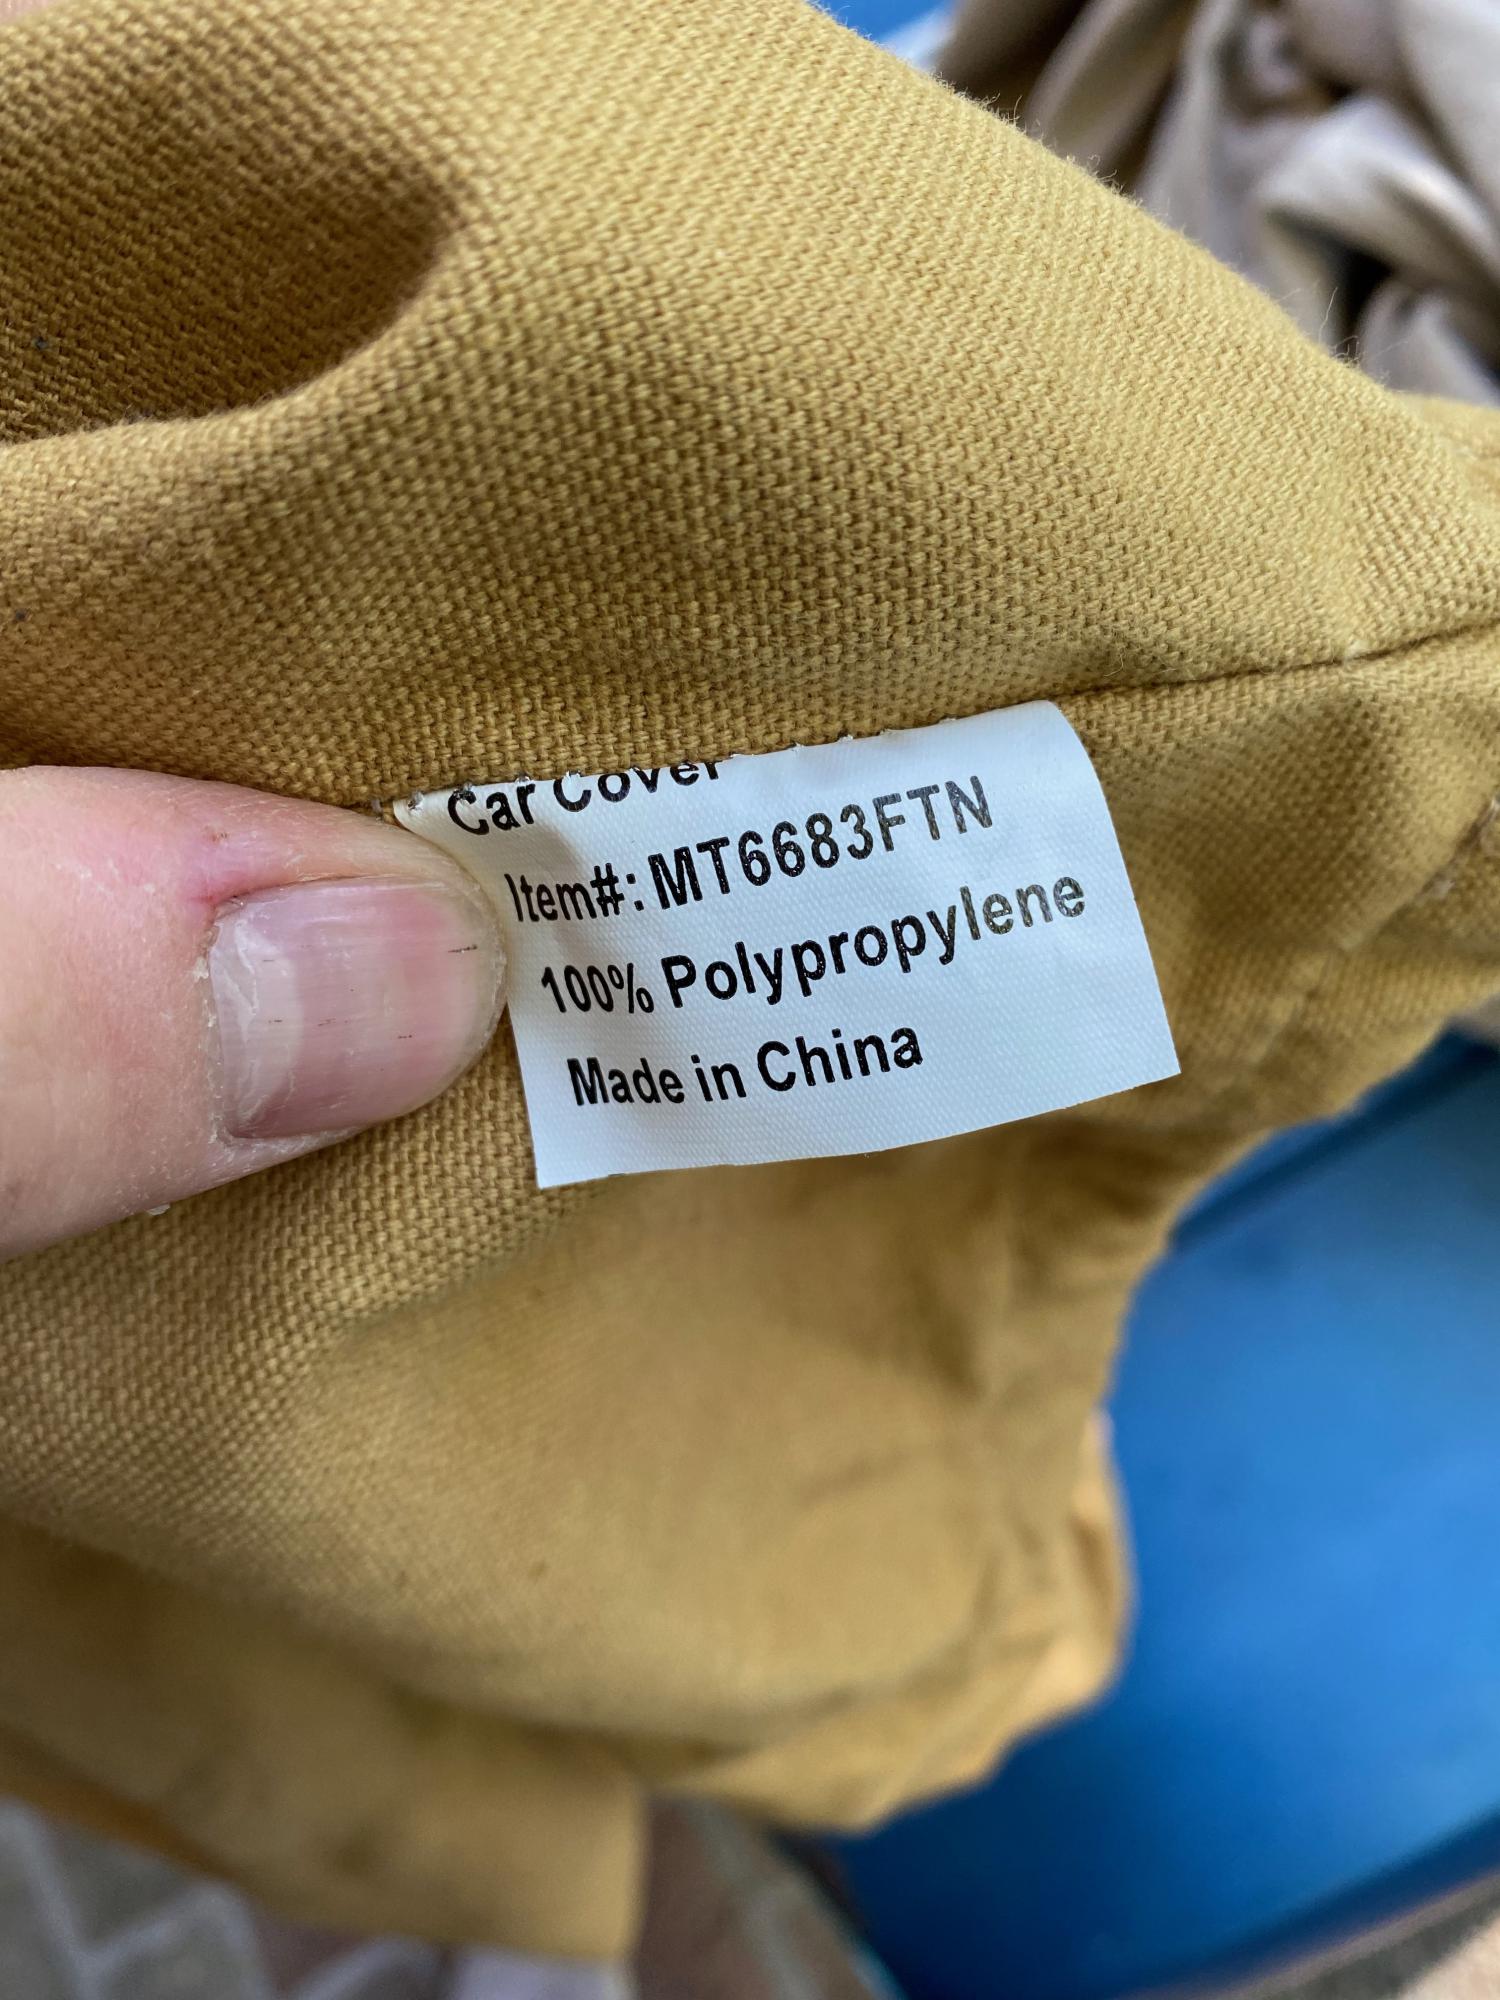 Car Cover
Item#: MT6683FTN
100% Polypropylene
Made in China